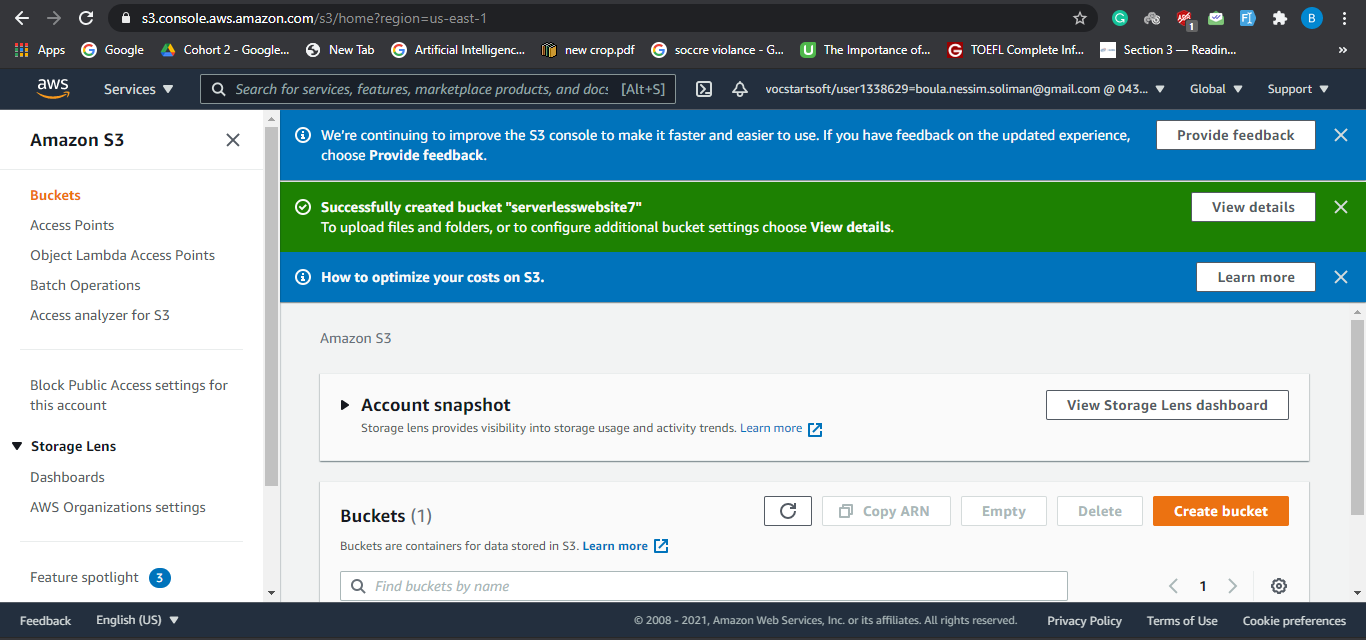 s3.console.aws.amazon.com/s3/home?region=us-east-1
1
B
Apps
Google
Cohort 2 - Google...
New Tab
Artificial Intelligenc...
new crop.pdf
soccre violance - G...
The Importance of...
TOEFL Complete Inf...
Section 3 — Readin...
»
aws
Services
Search for services, features, marketplace products, and docs
[Alt+S]
vocstartsoft/user1338629=boula.nessim.soliman@gmail.com @ 043...
Global
Support
Amazon S3
Buckets
Access Points
Object Lambda Access Points
Batch Operations
Access analyzer for S3
Block Public Access settings for
this account
Storage Lens
Dashboards
AWS Organizations settings
Feature spotlight 3
We're continuing to improve the S3 console to make it faster and easier to use. If you have feedback on the updated experience,
choose Provide feedback.
Provide feedback
Successfully created bucket "serverlesswebsite7"
To upload files and folders, or to configure additional bucket settings choose View details.
View details
How to optimize your costs on S3.
Learn more
Amazon S3
Account snapshot
Storage lens provides visibility into storage usage and activity trends. Learn more
View Storage Lens dashboard
Buckets (1)
Copy ARN
Empty
Delete
Create bucket
Buckets are containers for data stored in S3. Learn more
Find buckets by name
1
Feedback
English (US)
© 2008 - 2021, Amazon Web Services, Inc. or its affiliates. All rights reserved.
Privacy Policy
Terms of Use
Cookie preferences